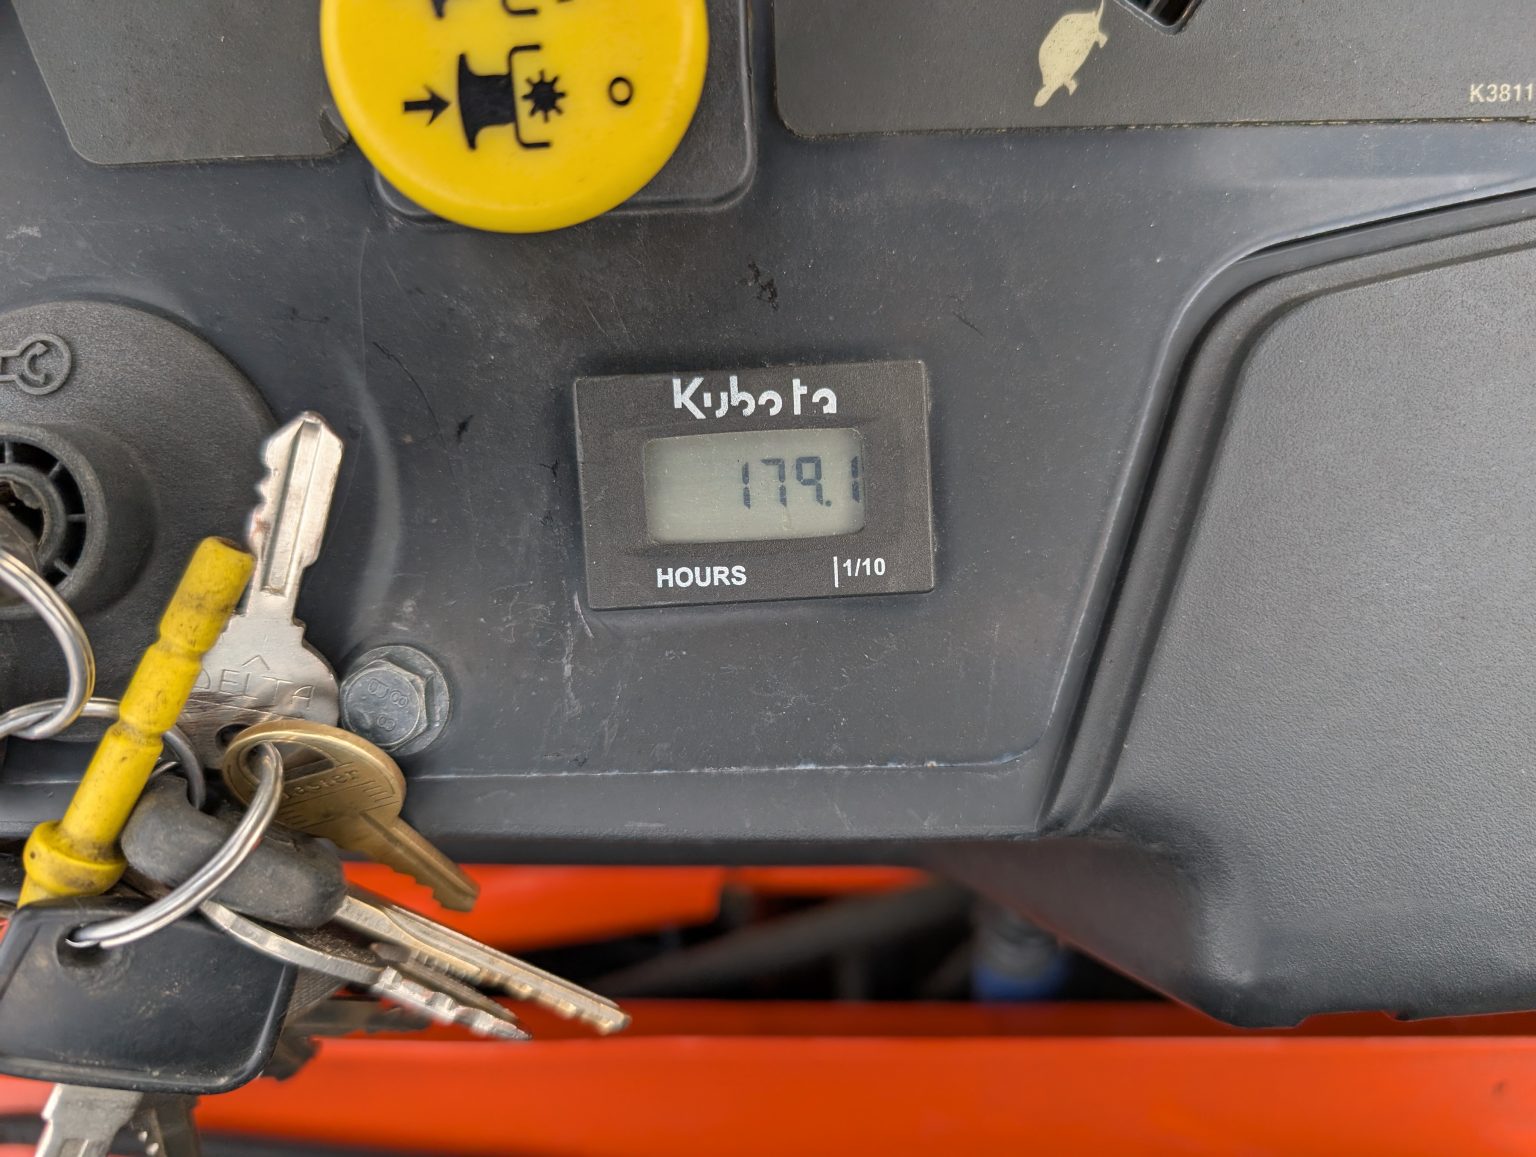 K3811
Kubota
179.1
HOURS
1/10
DELTA